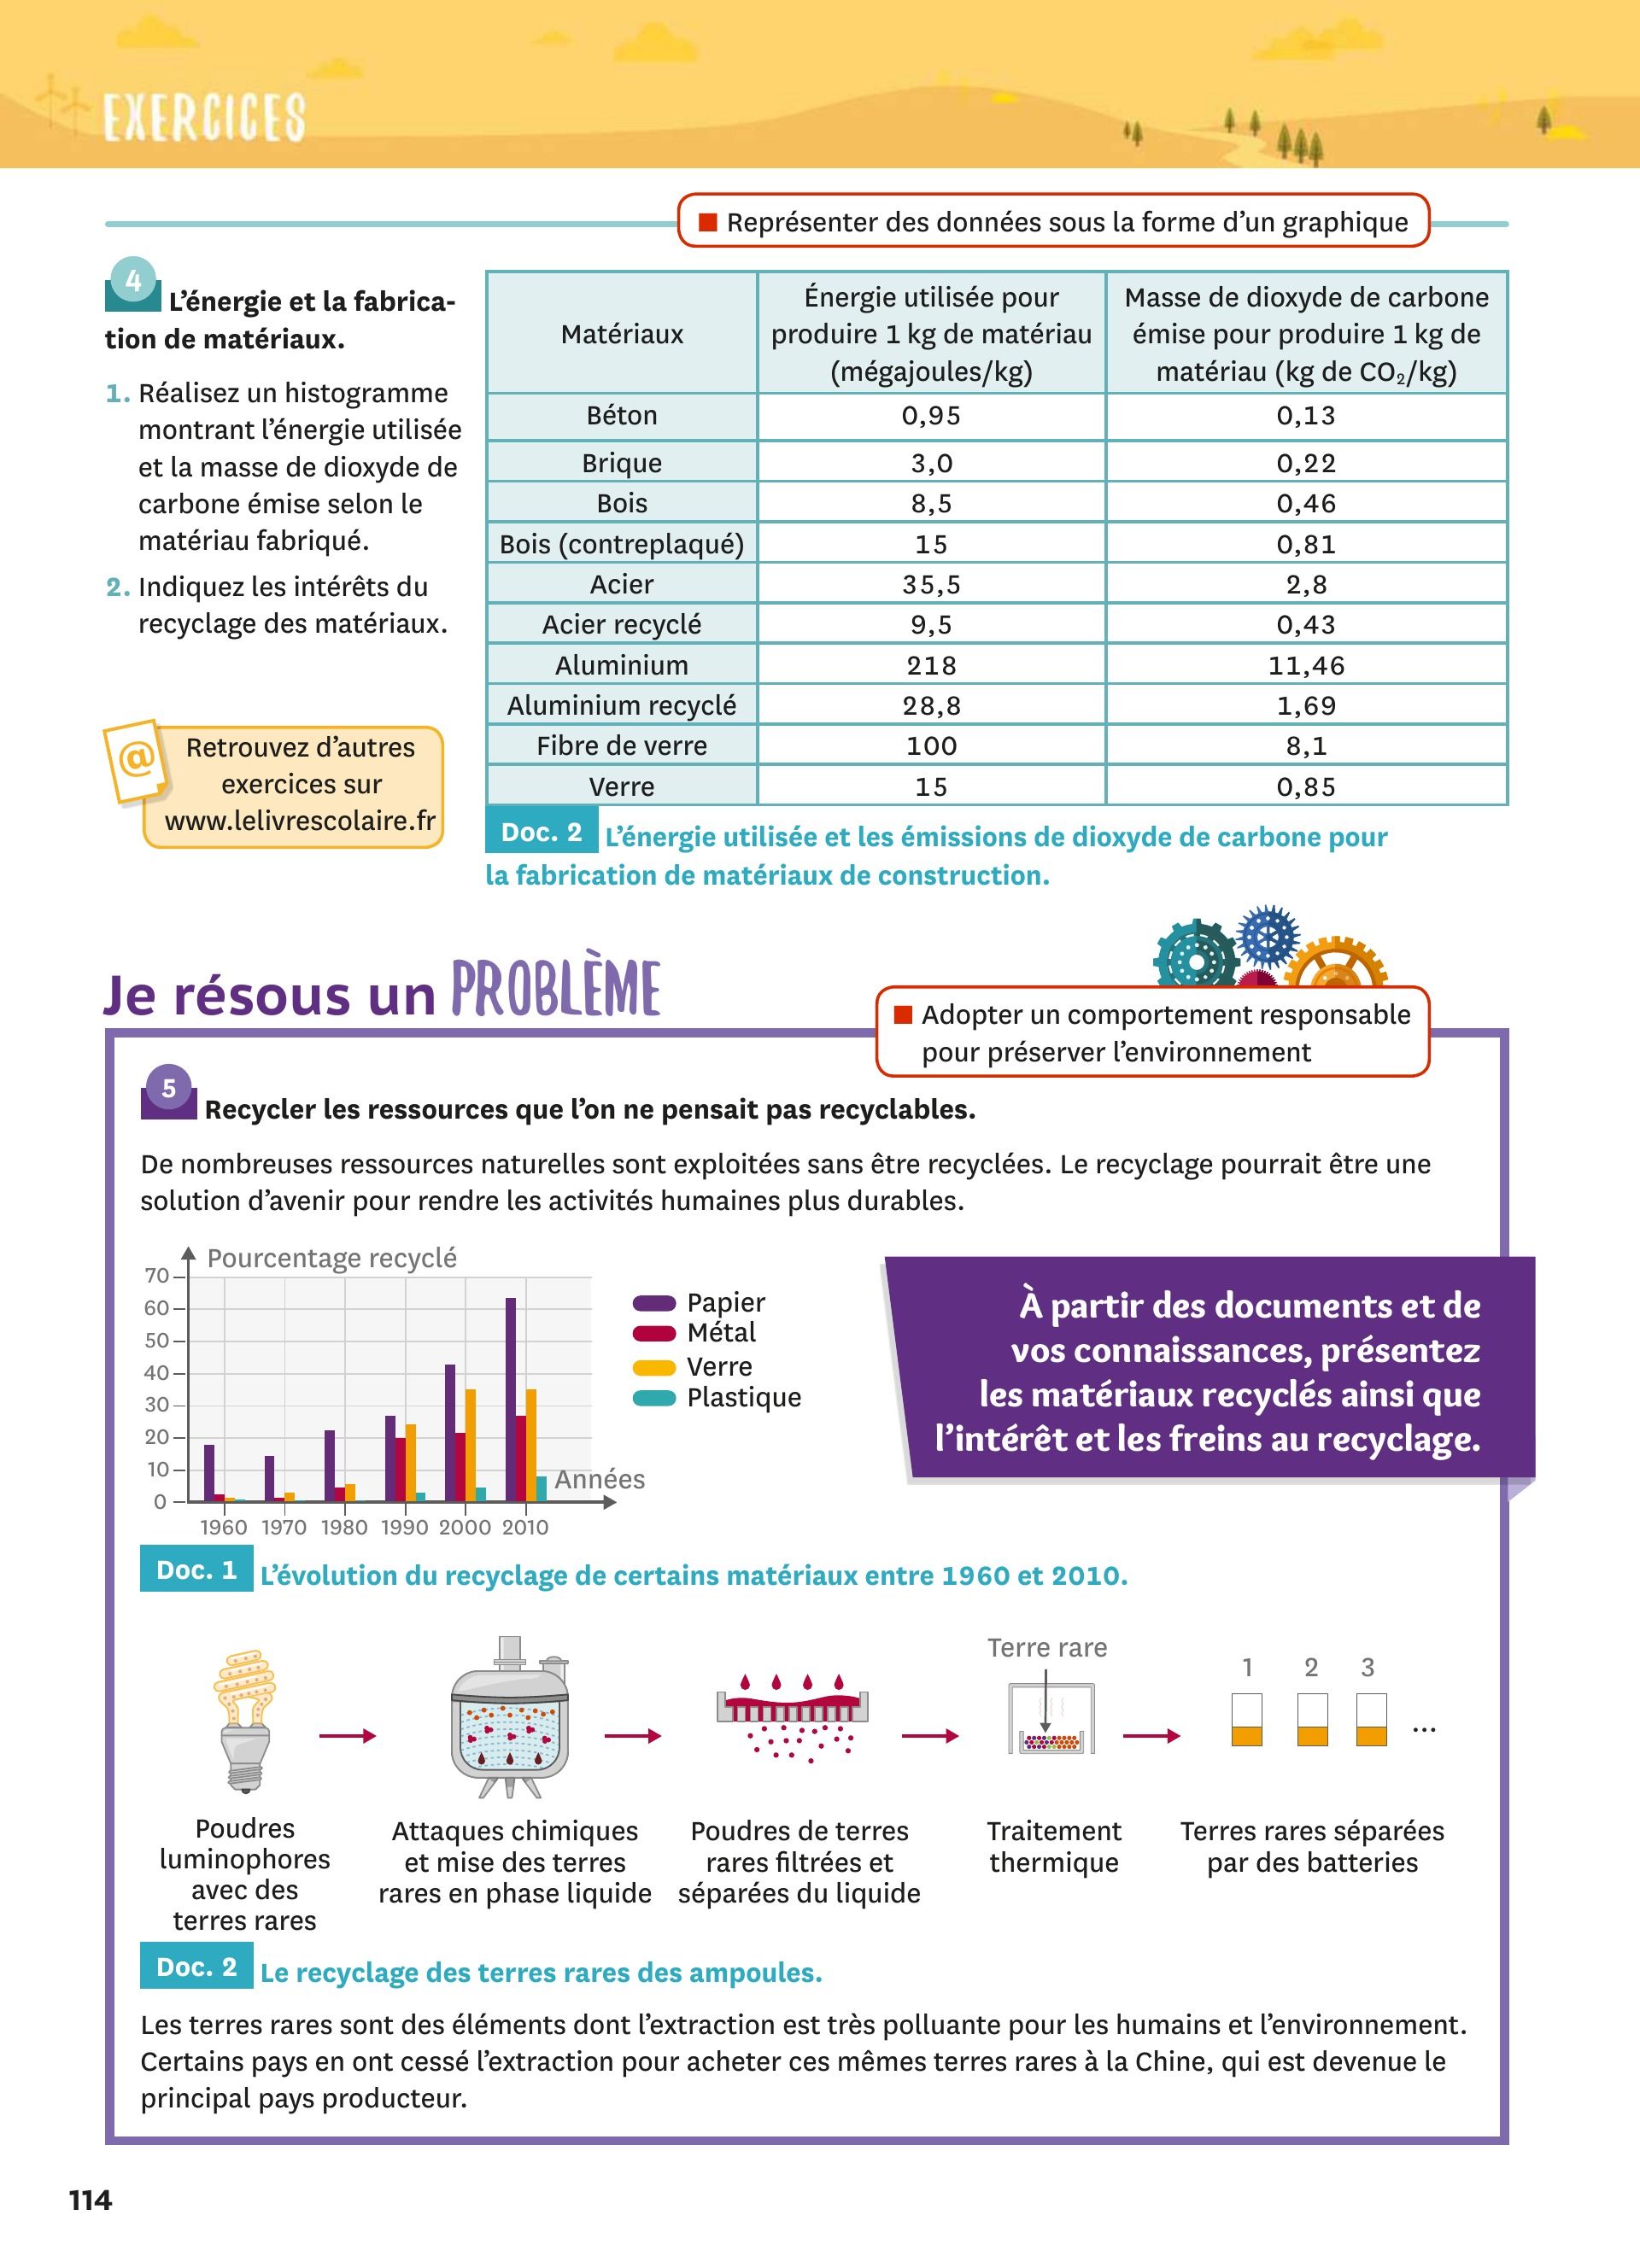 EXERCICES
■ Représenter des données sous la forme d'un graphique
4 L'énergie et la fabrica-
tion de matériaux.
1. Réalisez un histogramme
montrant l'énergie utilisée
et la masse de dioxyde de
carbone émise selon le
matériau fabriqué.
2. Indiquez les intérêts du
recyclage des matériaux.
@ Retrouvez d'autres
exercices sur
www.lelivrescolaire.fr
Matériaux
Énergie utilisée pour
produire 1 kg de matériau
(mégajoules/kg)
Masse de dioxyde de carbone
émise pour produire 1 kg de
matériau (kg de CO₂/kg)
Béton 0,95 0,13
Brique 3,0 0,22
Bois 8,5 0,46
Bois (contreplaqué) 15 0,81
Acier 35,5 2,8
Acier recyclé 9,5 0,43
Aluminium 218 11,46
Aluminium recyclé 28,8 1,69
Fibre de verre 100 8,1
Verre 15 0,85
Doc. 2 L'énergie utilisée et les émissions de dioxyde de carbone pour
la fabrication de matériaux de construction.
Je résous un PROBLÈME
■ Adopter un comportement responsable
pour préserver l'environnement
5 Recycler les ressources que l'on ne pensait pas recyclables.
De nombreuses ressources naturelles sont exploitées sans être recyclées. Le recyclage pourrait être une
solution d'avenir pour rendre les activités humaines plus durables.
Pourcentage recyclé
70
60
50
40
30
20
10
0
Années
1960 1970 1980 1990 2000 2010
Papier
Métal
Verre
Plastique
À partir des documents et de
vos connaissances, présentez
les matériaux recyclés ainsi que
l'intérêt et les freins au recyclage.
Doc. 1 L'évolution du recyclage de certains matériaux entre 1960 et 2010.
Terre rare
1 2 3
...
Poudres
luminophores
avec des
terres rares
Attaques chimiques
et mise des terres
rares en phase liquide
Poudres de terres
rares filtrées et
séparées du liquide
Traitement
thermique
Terres rares séparées
par des batteries
Doc. 2 Le recyclage des terres rares des ampoules.
Les terres rares sont des éléments dont l'extraction est très polluante pour les humains et l'environnement.
Certains pays en ont cessé l'extraction pour acheter ces mêmes terres rares à la Chine, qui est devenue le
principal pays producteur.
114